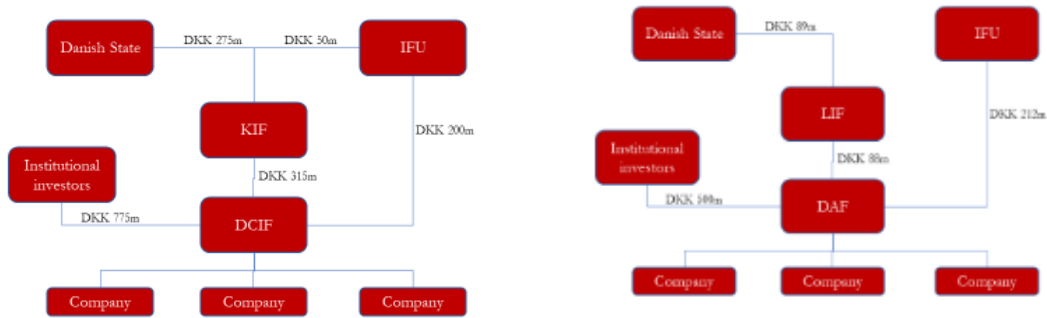 Danish State
DKK 275m
DKK 50m
IFU
KIF
DKK 200m
Institutional
investors
DKK 315m
DKK 775m
DCIF
Company
Company
Company
Danish State
DKK 89m
IFU
LIF
DKK 212m
Institutional
investors
DKK 88m
DKK 500m
DAF
Company
Company
Company